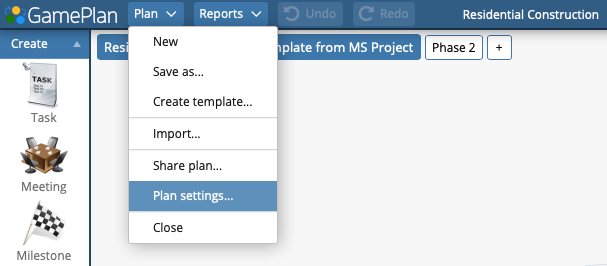 GamePlan Plan Reports Undo Redo Residential Construction
Create
Resi mplate from MS Project Phase 2 +
New
Save as...
Create template...
Import...
Share plan...
Plan settings...
Close
TASK
Task
Meeting
Milestone